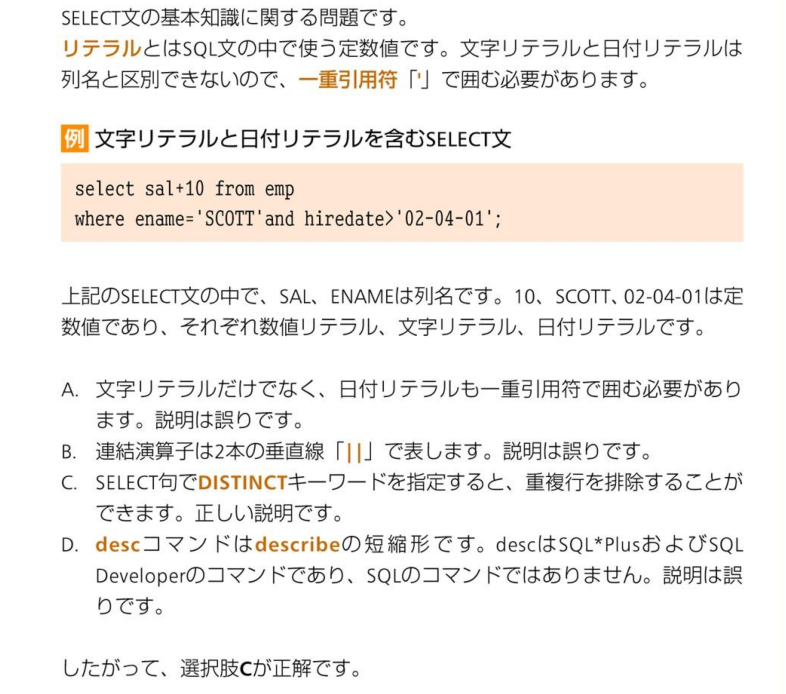 SELECT文の基本知識に関する問題です。
リテラルとはSQL文の中で使う定数値です。文字リテラルと日付リテラルは
列名と区別できないので、一重引用符「'」で囲む必要があります。
例 文字リテラルと日付リテラルを含むSELECT文
select sal+10 from emp
where ename='SCOTT'and hiredate>'02-04-01';
上記のSELECT文の中で、SAL、ENAMEは列名です。10、SCOTT、02-04-01は定
数値であり、それぞれ数値リテラル、文字リテラル、日付リテラルです。
A. 文字リテラルだけでなく、日付リテラルも一重引用符で囲む必要があり
ます。説明は誤りです。
B. 連結演算子は2本の垂直線「||」で表します。説明は誤りです。
C. SELECT句でDISTINCTキーワードを指定すると、重複行を排除することが
できます。正しい説明です。
D. descコマンドはdescribeの短縮形です。descはSQL*PlusおよびSQL
Developerのコマンドであり、SQLのコマンドではありません。説明は誤
りです。
したがって、選択肢Cが正解です。